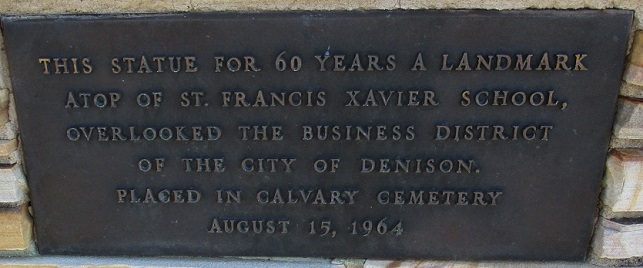 THIS STATUE FOR 60 YEARS A LANDMARK
ATOP OF ST. FRANCIS XAVIER SCHOOL,
OVERLOOKED THE BUSINESS DISTRICT
OF THE CITY OF DENISON.
PLACED IN CALVARY CEMETERY
AUGUST 15, 1964